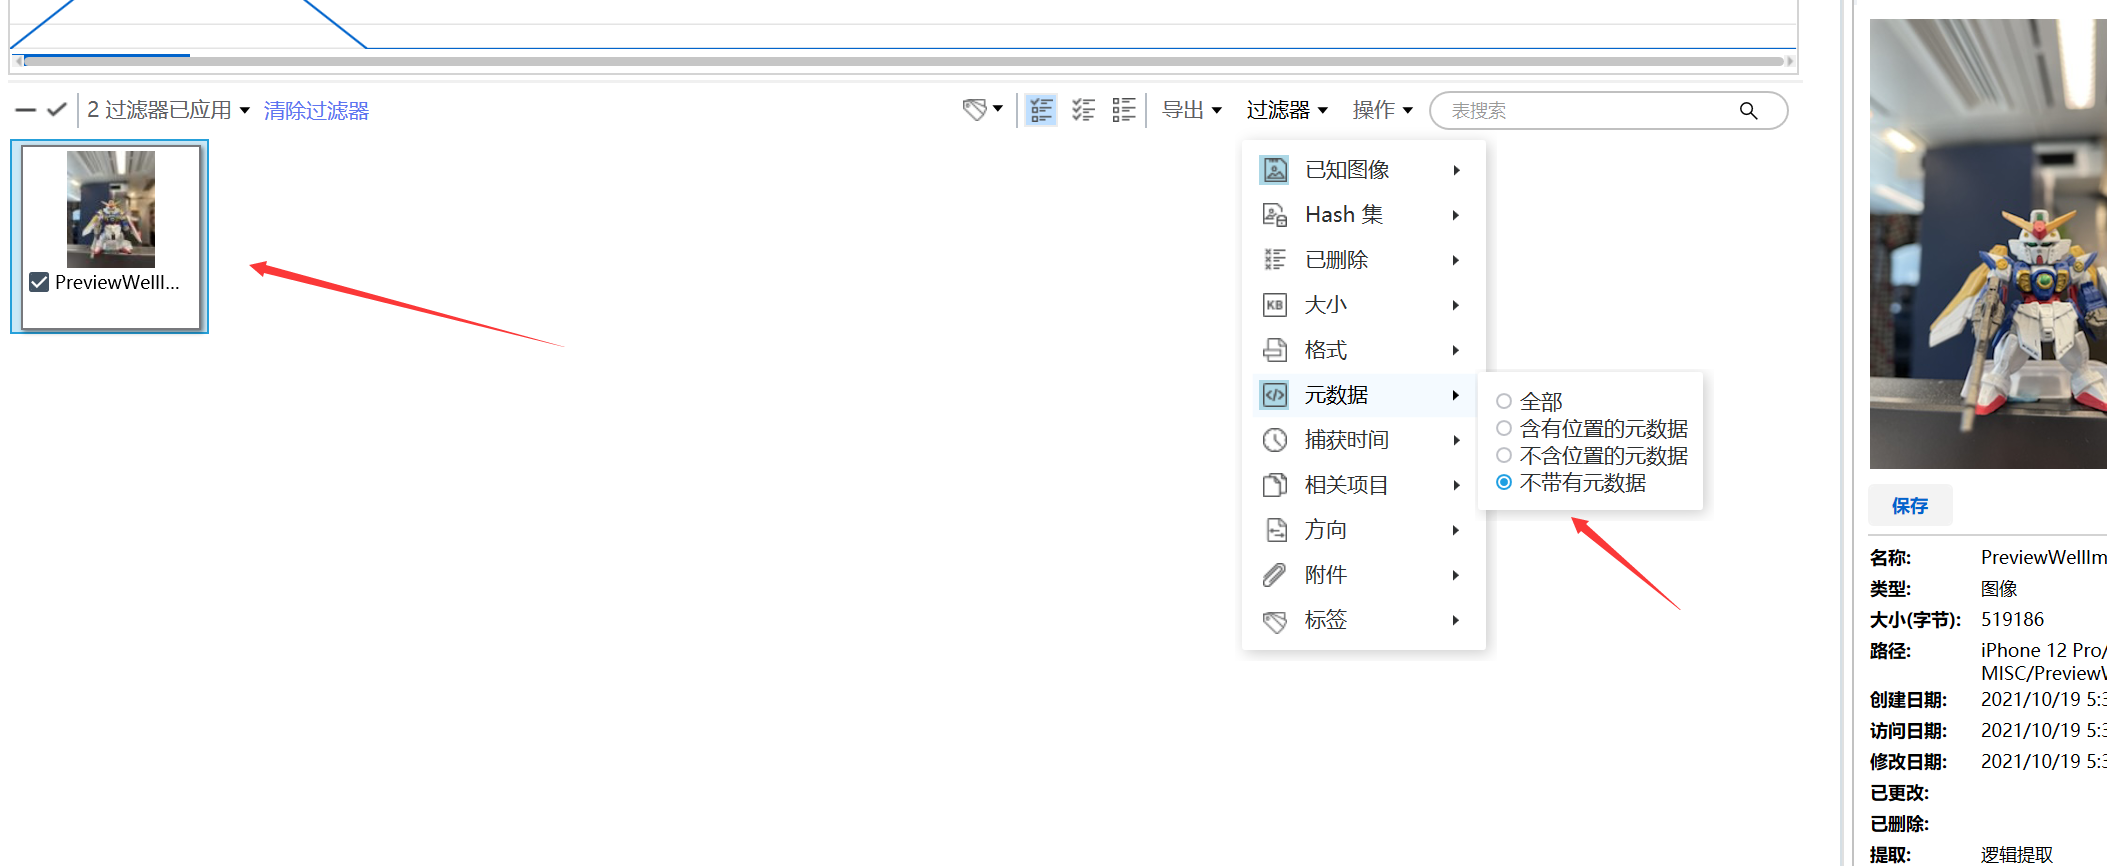 2 过滤器已应用 清除过滤器 导出 过滤器 操作 表搜索
PreviewWellI...
已知图像
Hash 集
已删除
大小
格式
元数据
捕获时间
相关项目
方向
附件
标签
全部
含有位置的元数据
不含位置的元数据
不带有元数据
保存
名称: PreviewWellIm
类型: 图像
大小(字节): 519186
路径: iPhone 12 Pro/
MISC/PreviewW
创建日期: 2021/10/19 5:3
访问日期: 2021/10/19 5:3
修改日期: 2021/10/19 5:3
已更改:
已删除:
提取: 逻辑提取